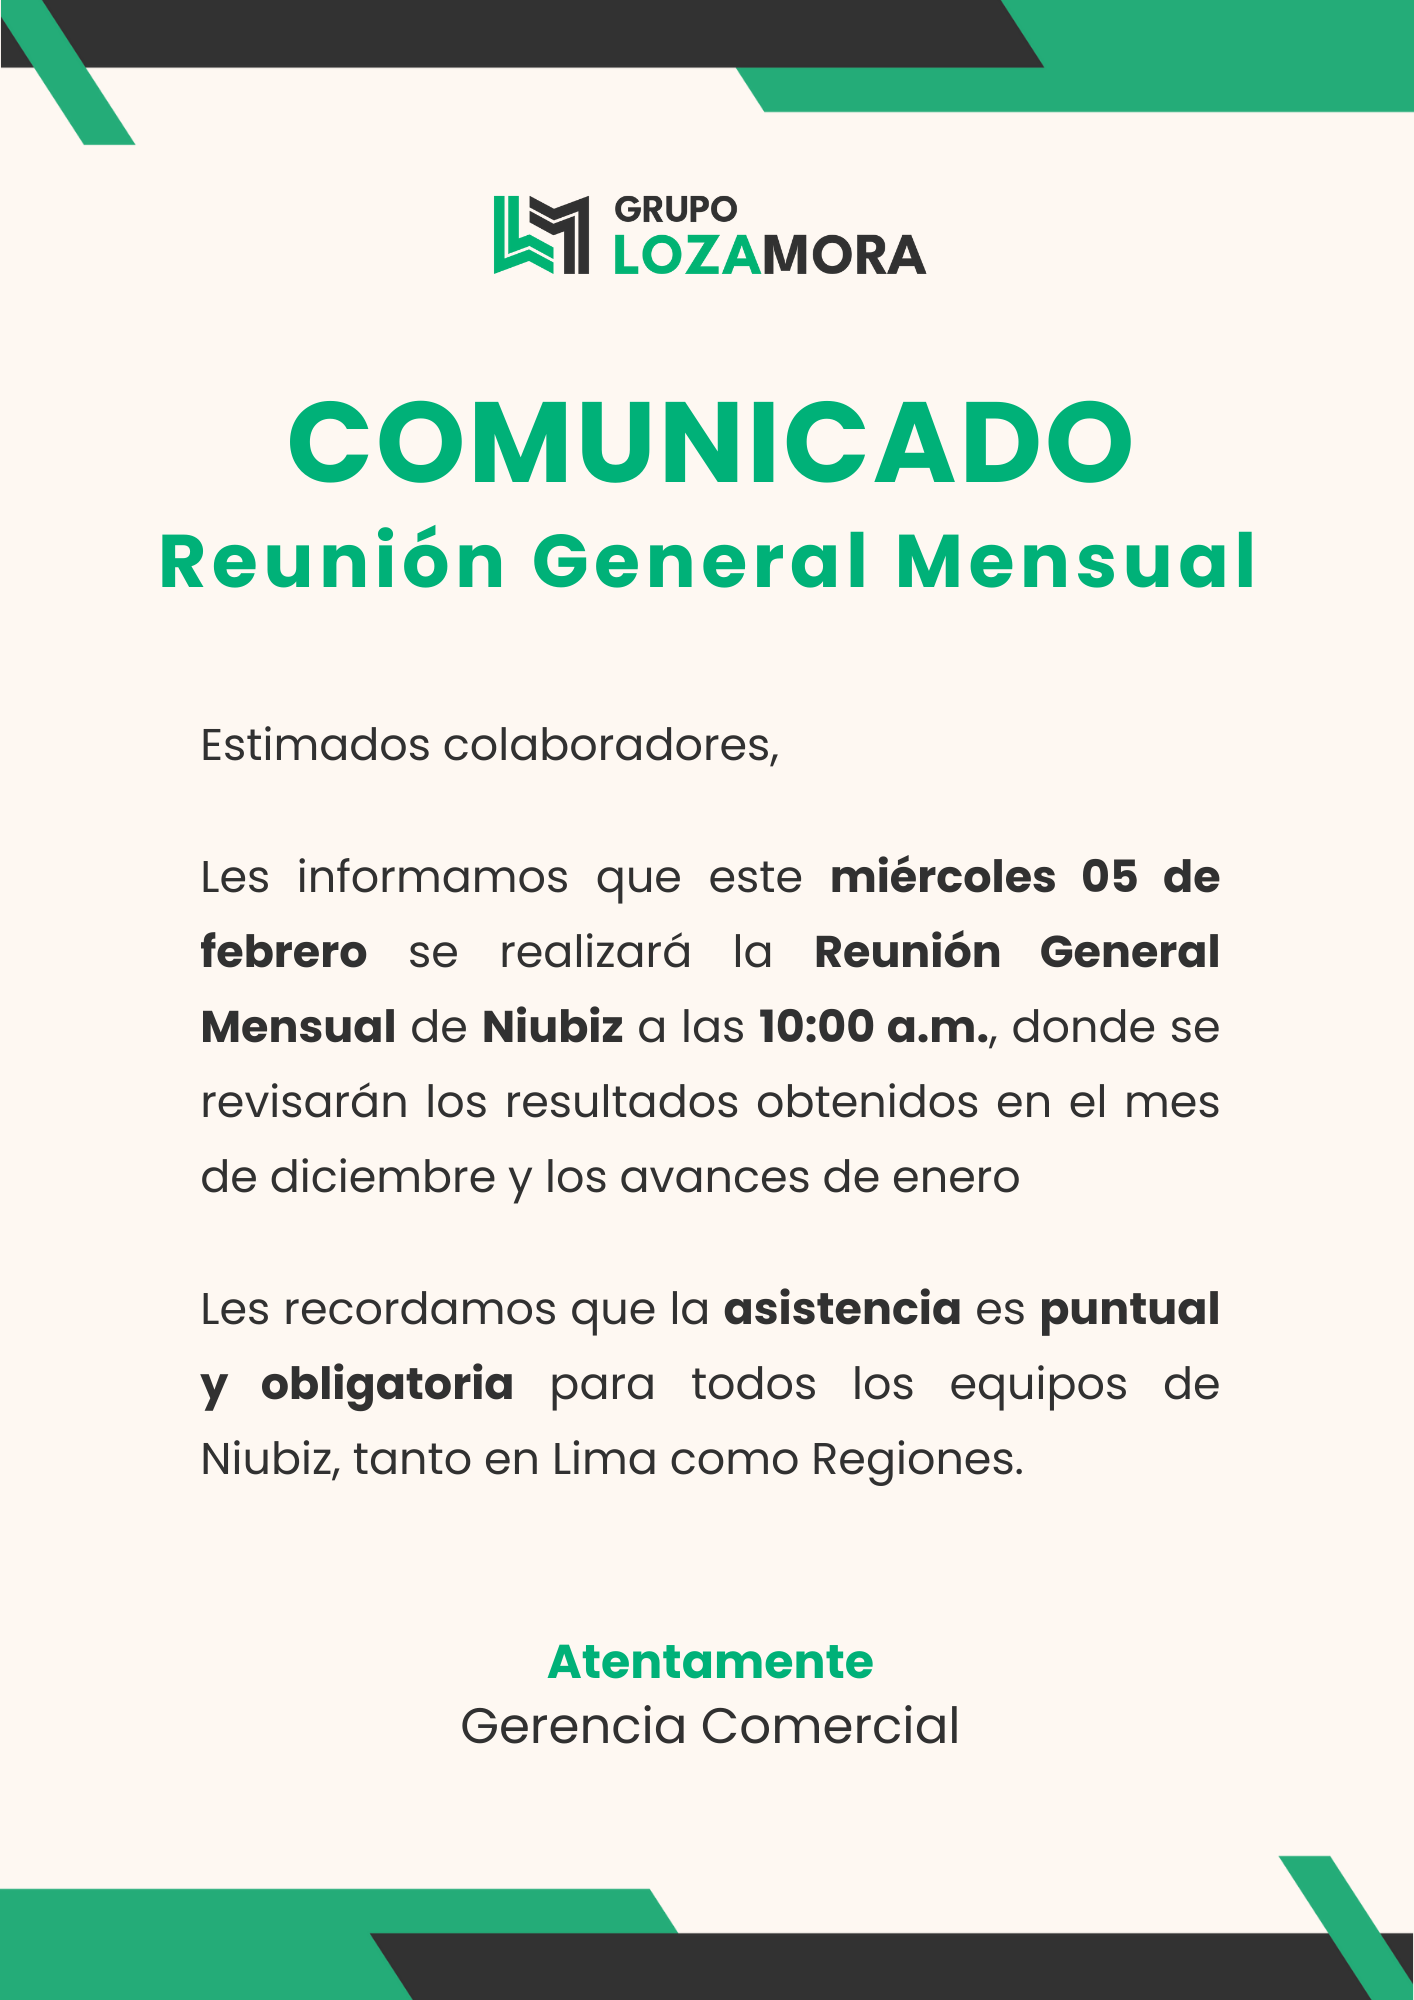 GRUPO
LOZAMORA
COMUNICADO
Reunión General Mensual
Estimados colaboradores,
Les informamos que este miércoles 05 de
febrero se realizará la Reunión General
Mensual de Niubiz a las 10:00 a.m., donde se
revisarán los resultados obtenidos en el mes
de diciembre y los avances de enero
Les recordamos que la asistencia es puntual
y obligatoria para todos los equipos de
Niubiz, tanto en Lima como Regiones.
Atentamente
Gerencia Comercial